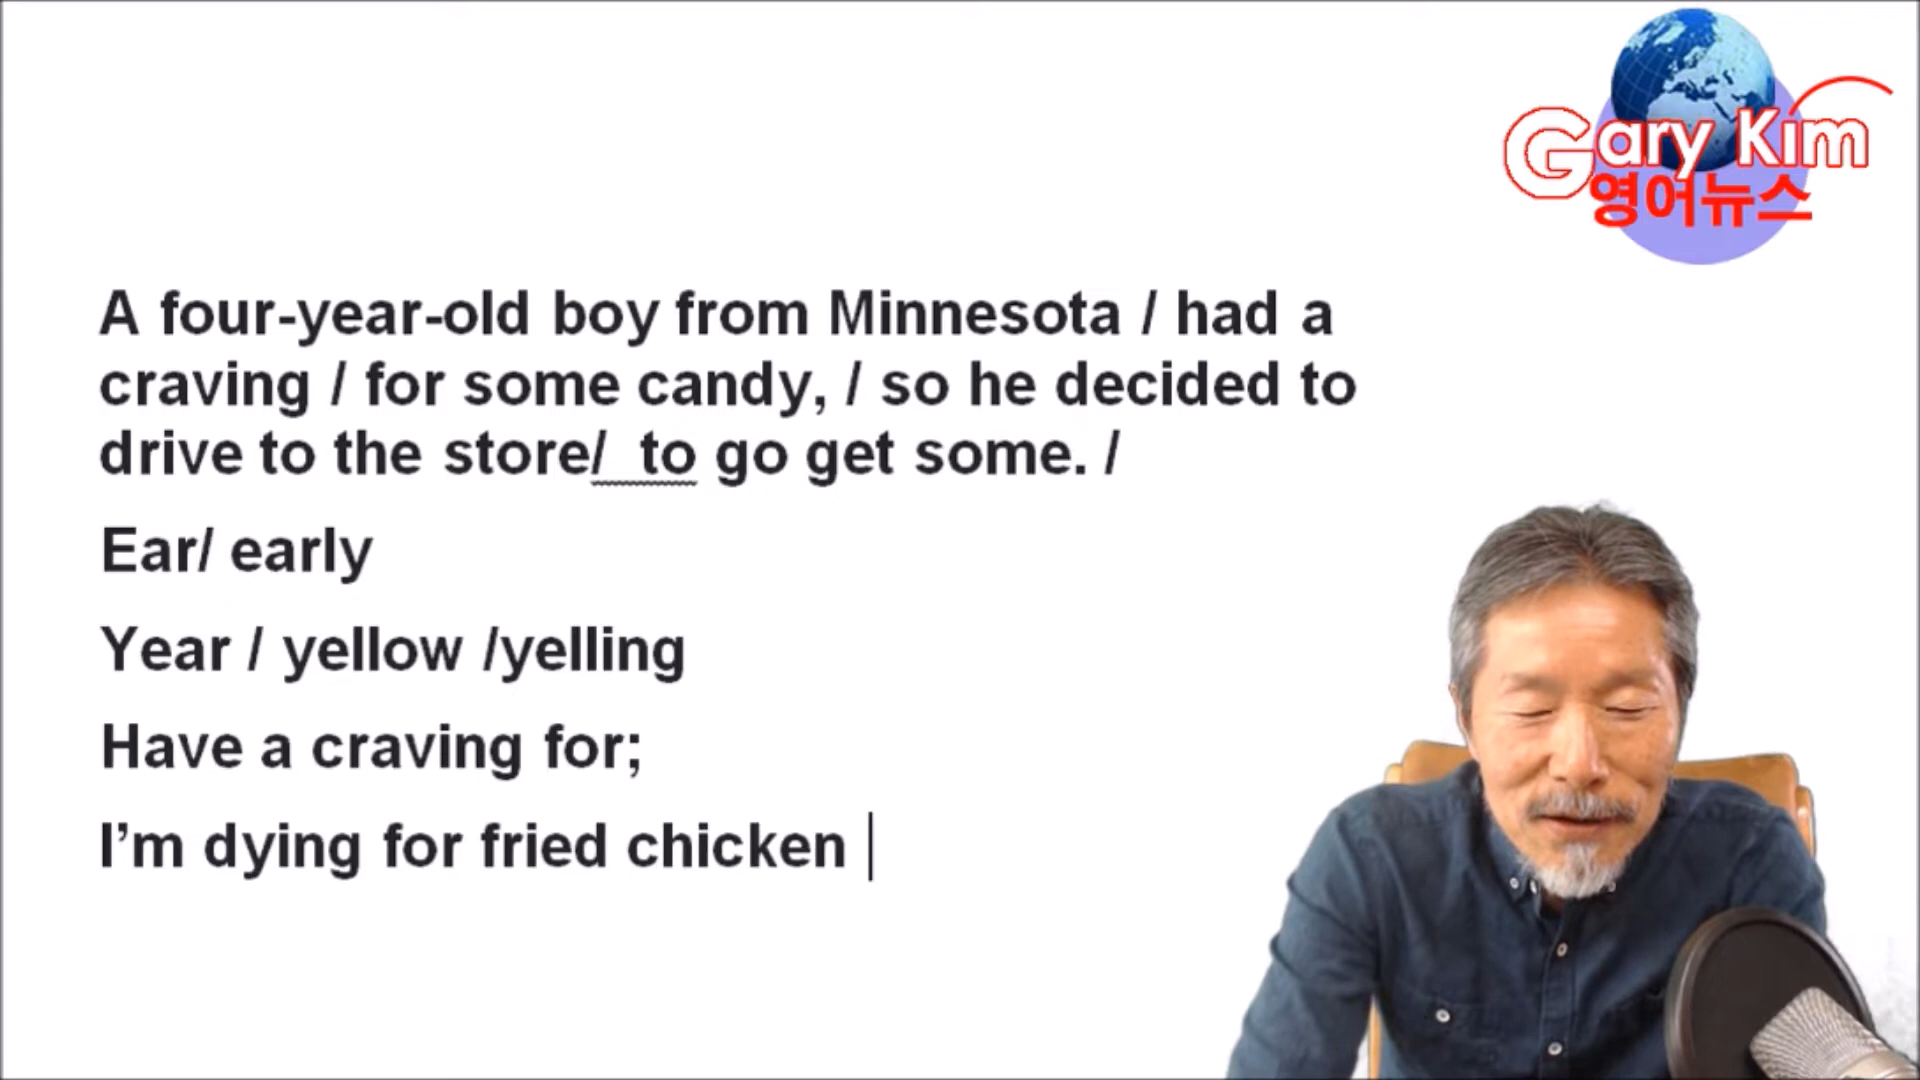 Gary Kim
영어뉴스
A four-year-old boy from Minnesota / had a
craving / for some candy, / so he decided to
drive to the store/  to go get some. /
Ear/ early
Year / yellow /yelling
Have a craving for;
I’m dying for fried chicken